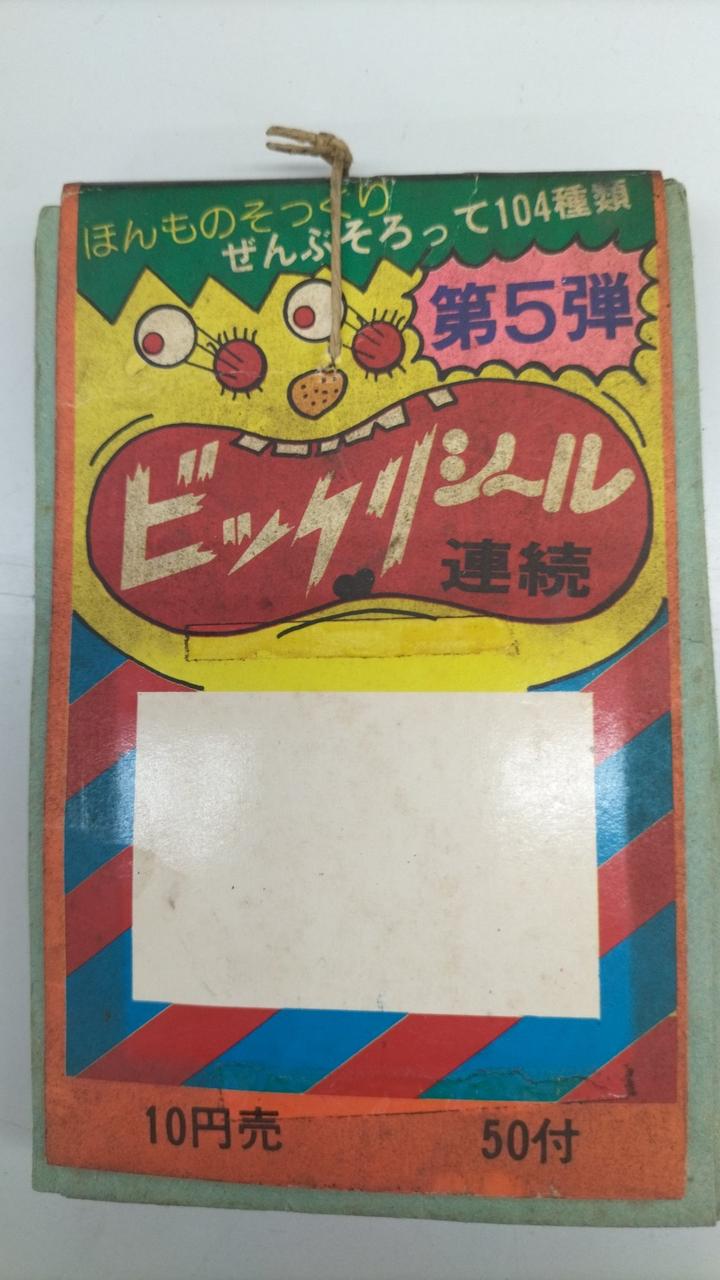 ほんものそっくり
ぜんぶそろって104種類
第5弾
ビックリシール
連続
10円売
50付